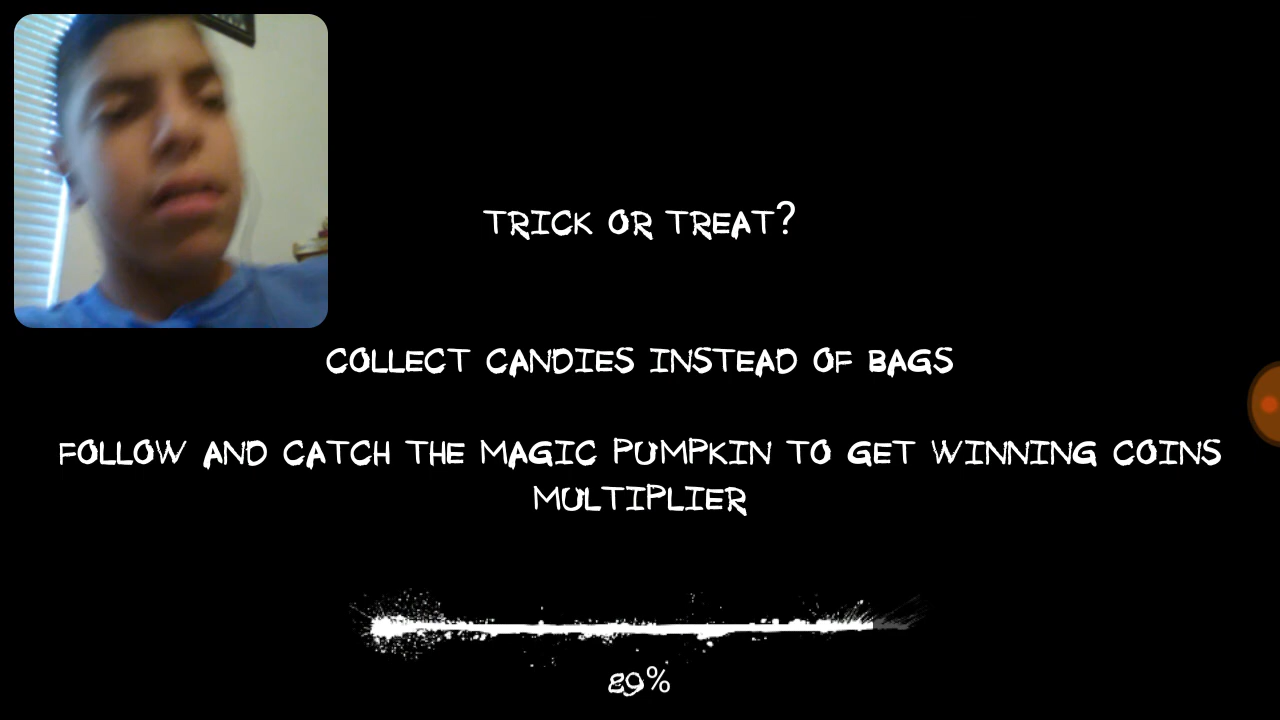 TRICK OR TREAT?
COLLECT CANDIES INSTEAD OF BAGS
FOLLOW AND CATCH THE MAGIC PUMPKIN TO GET WINNING COINS
MULTIPLIER
89%